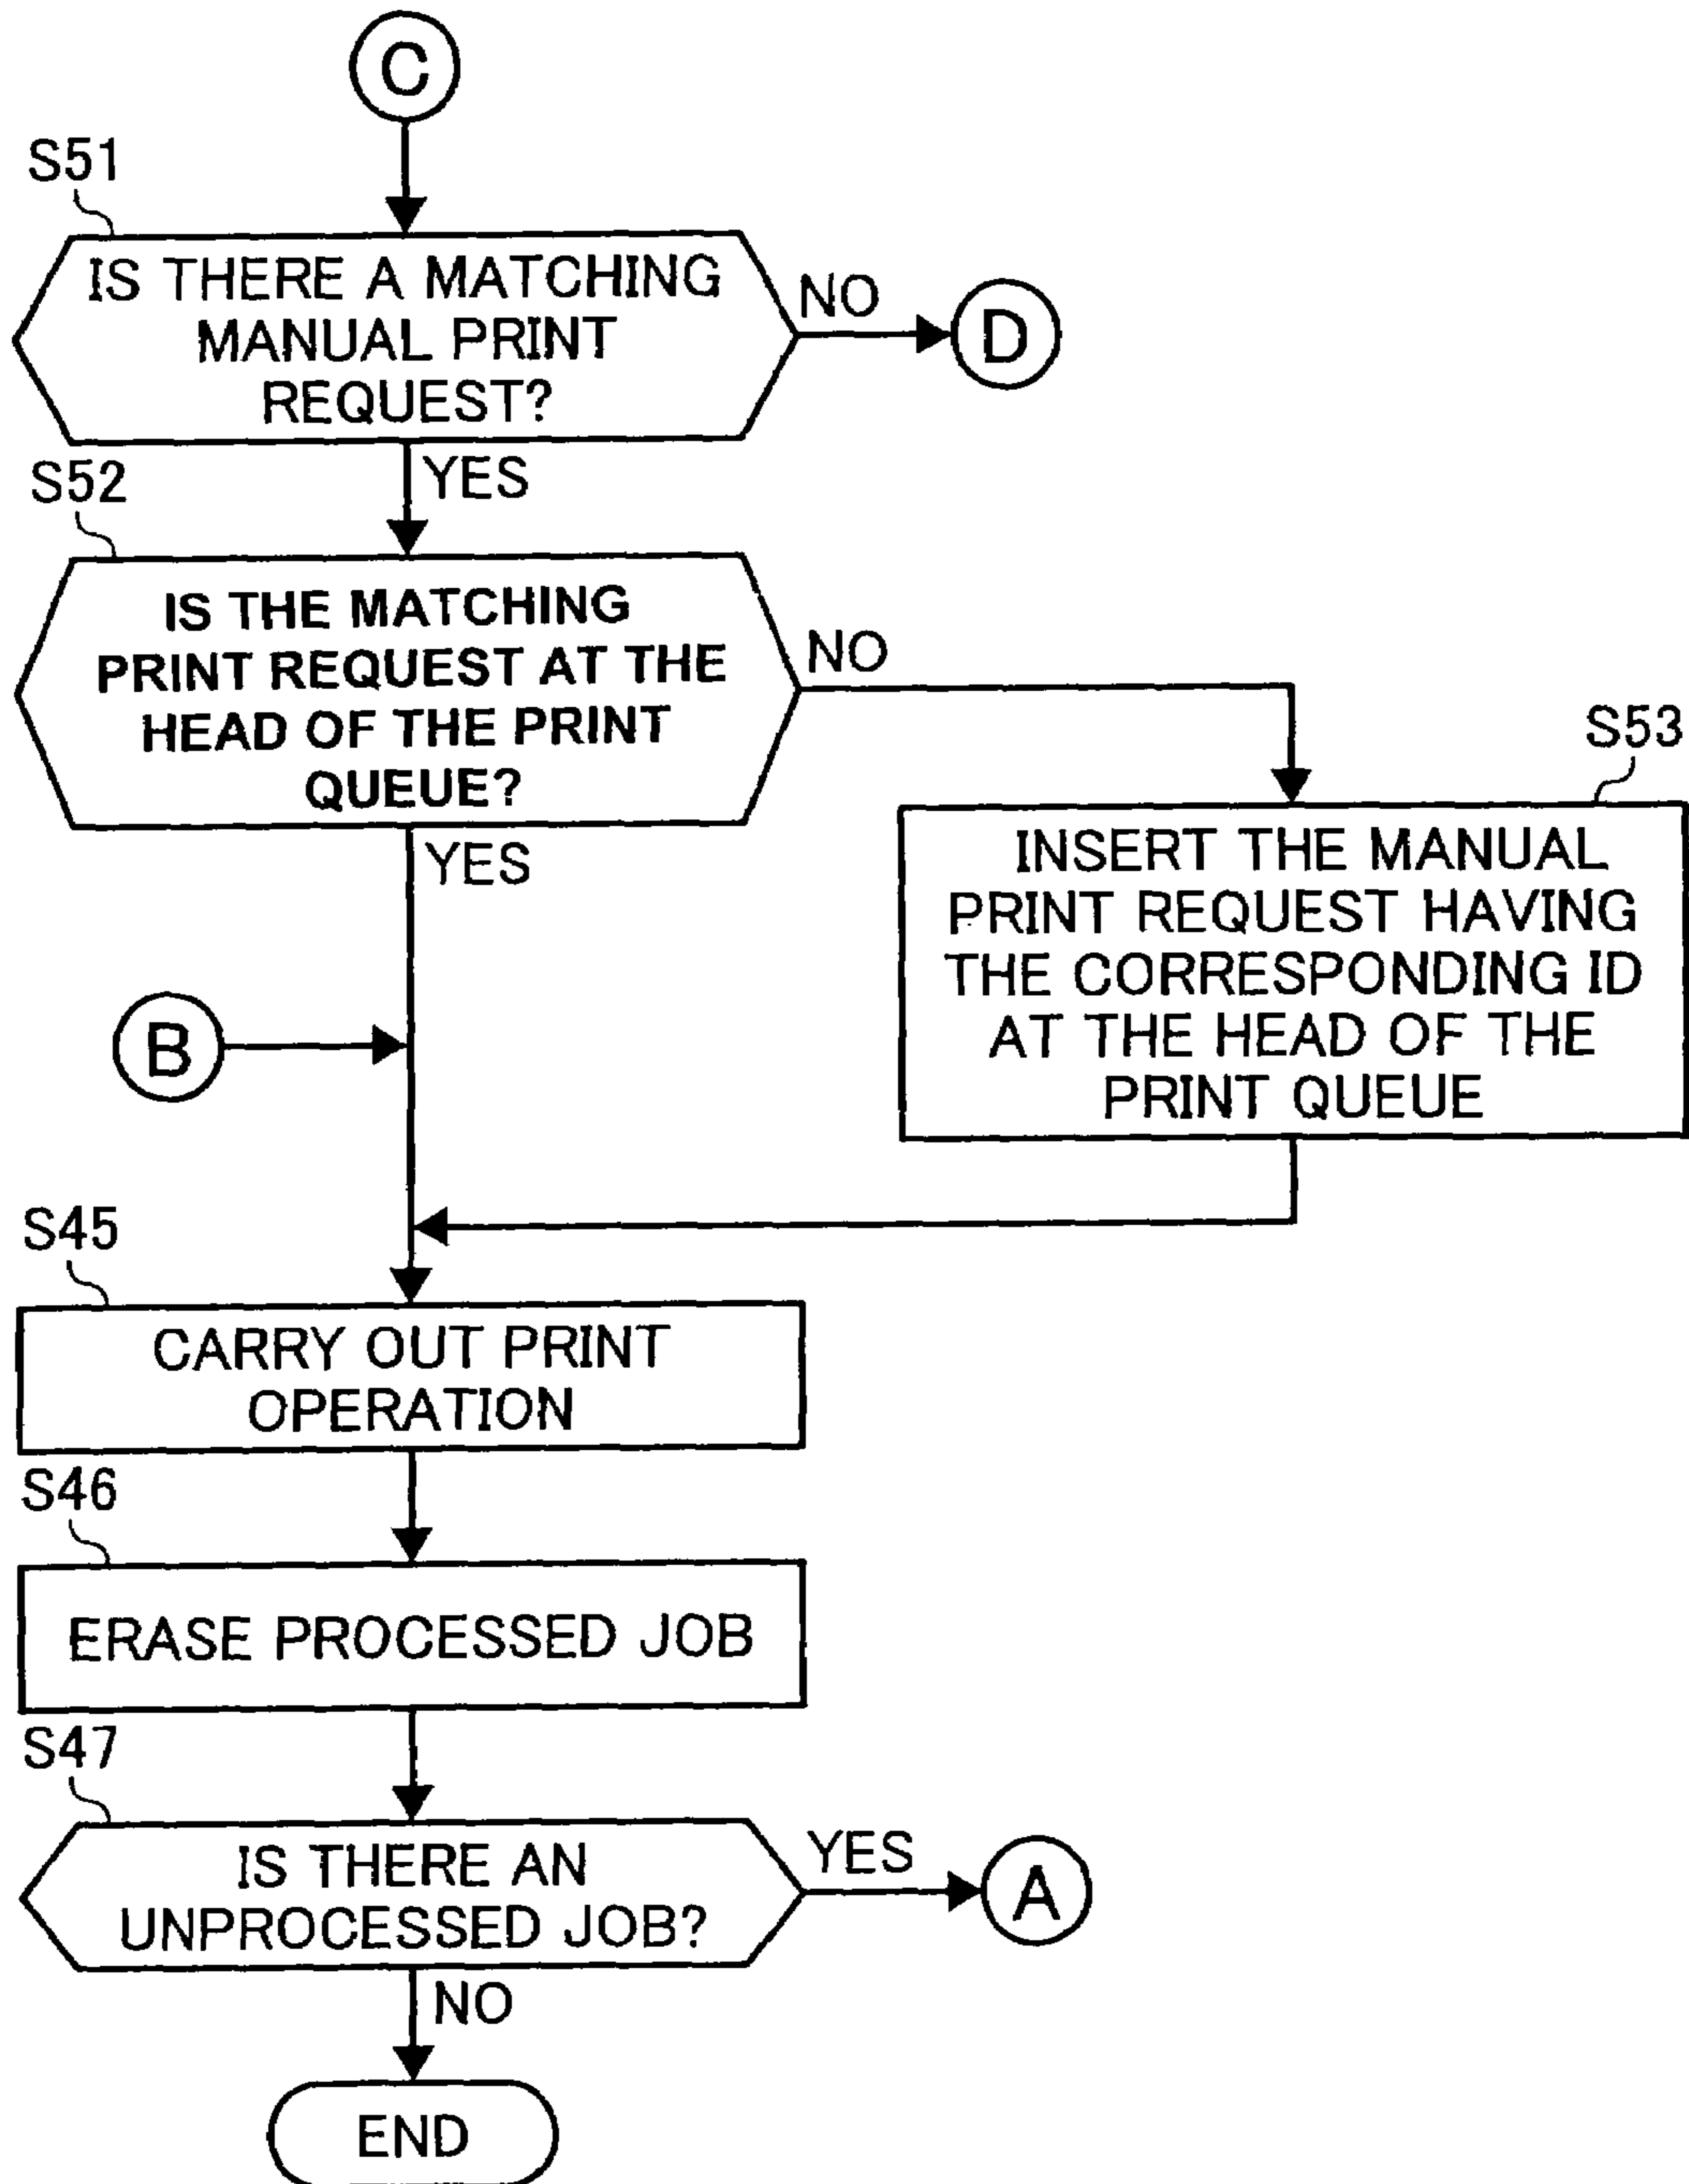 C
S51
IS THERE A MATCHING
MANUAL PRINT
REQUEST?
NO
D
YES
S52
IS THE MATCHING
PRINT REQUEST AT THE
HEAD OF THE PRINT
QUEUE?
NO
YES
S53
INSERT THE MANUAL
PRINT REQUEST HAVING
THE CORRESPONDING ID
AT THE HEAD OF THE
PRINT QUEUE
B
S45
CARRY OUT PRINT
OPERATION
S46
ERASE PROCESSED JOB
S47
IS THERE AN
UNPROCESSED JOB?
YES
A
NO
END